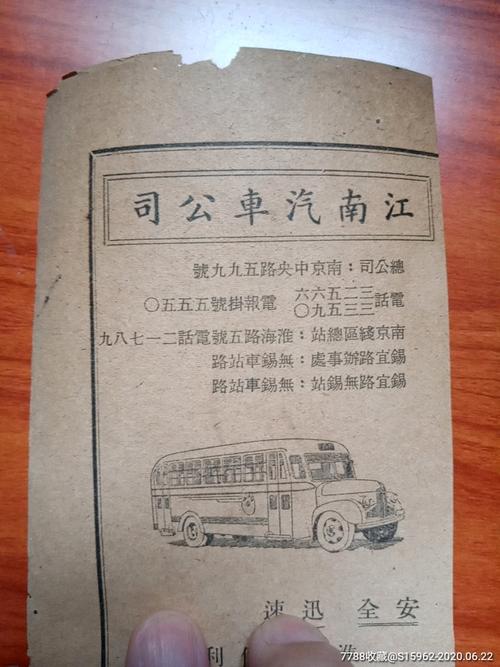 江南汽車公司
總公司：南京中央路五九九號
電話 三二五六六 電報掛號五五五〇
三三五九〇
南京綫區總站：淮海路五號電話二一七八九
錫宜路辦事處：無錫車站路
錫宜路無錫站：無錫車站路
安全 迅速
利
7788收藏@S15962-2020.06.22